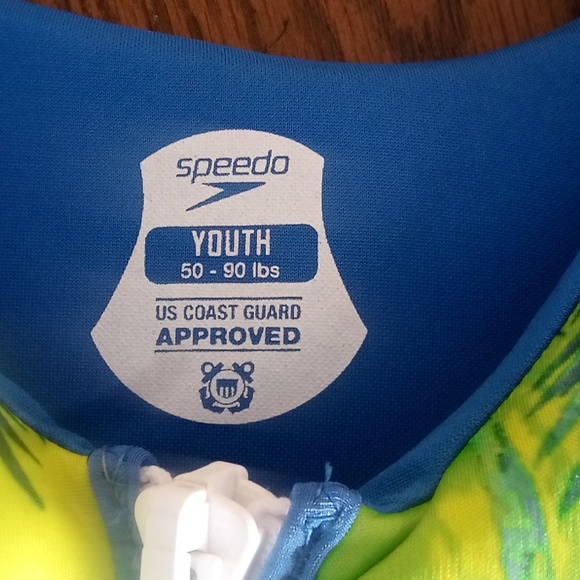 speedo
YOUTH
50 - 90 lbs
US COAST GUARD
APPROVED